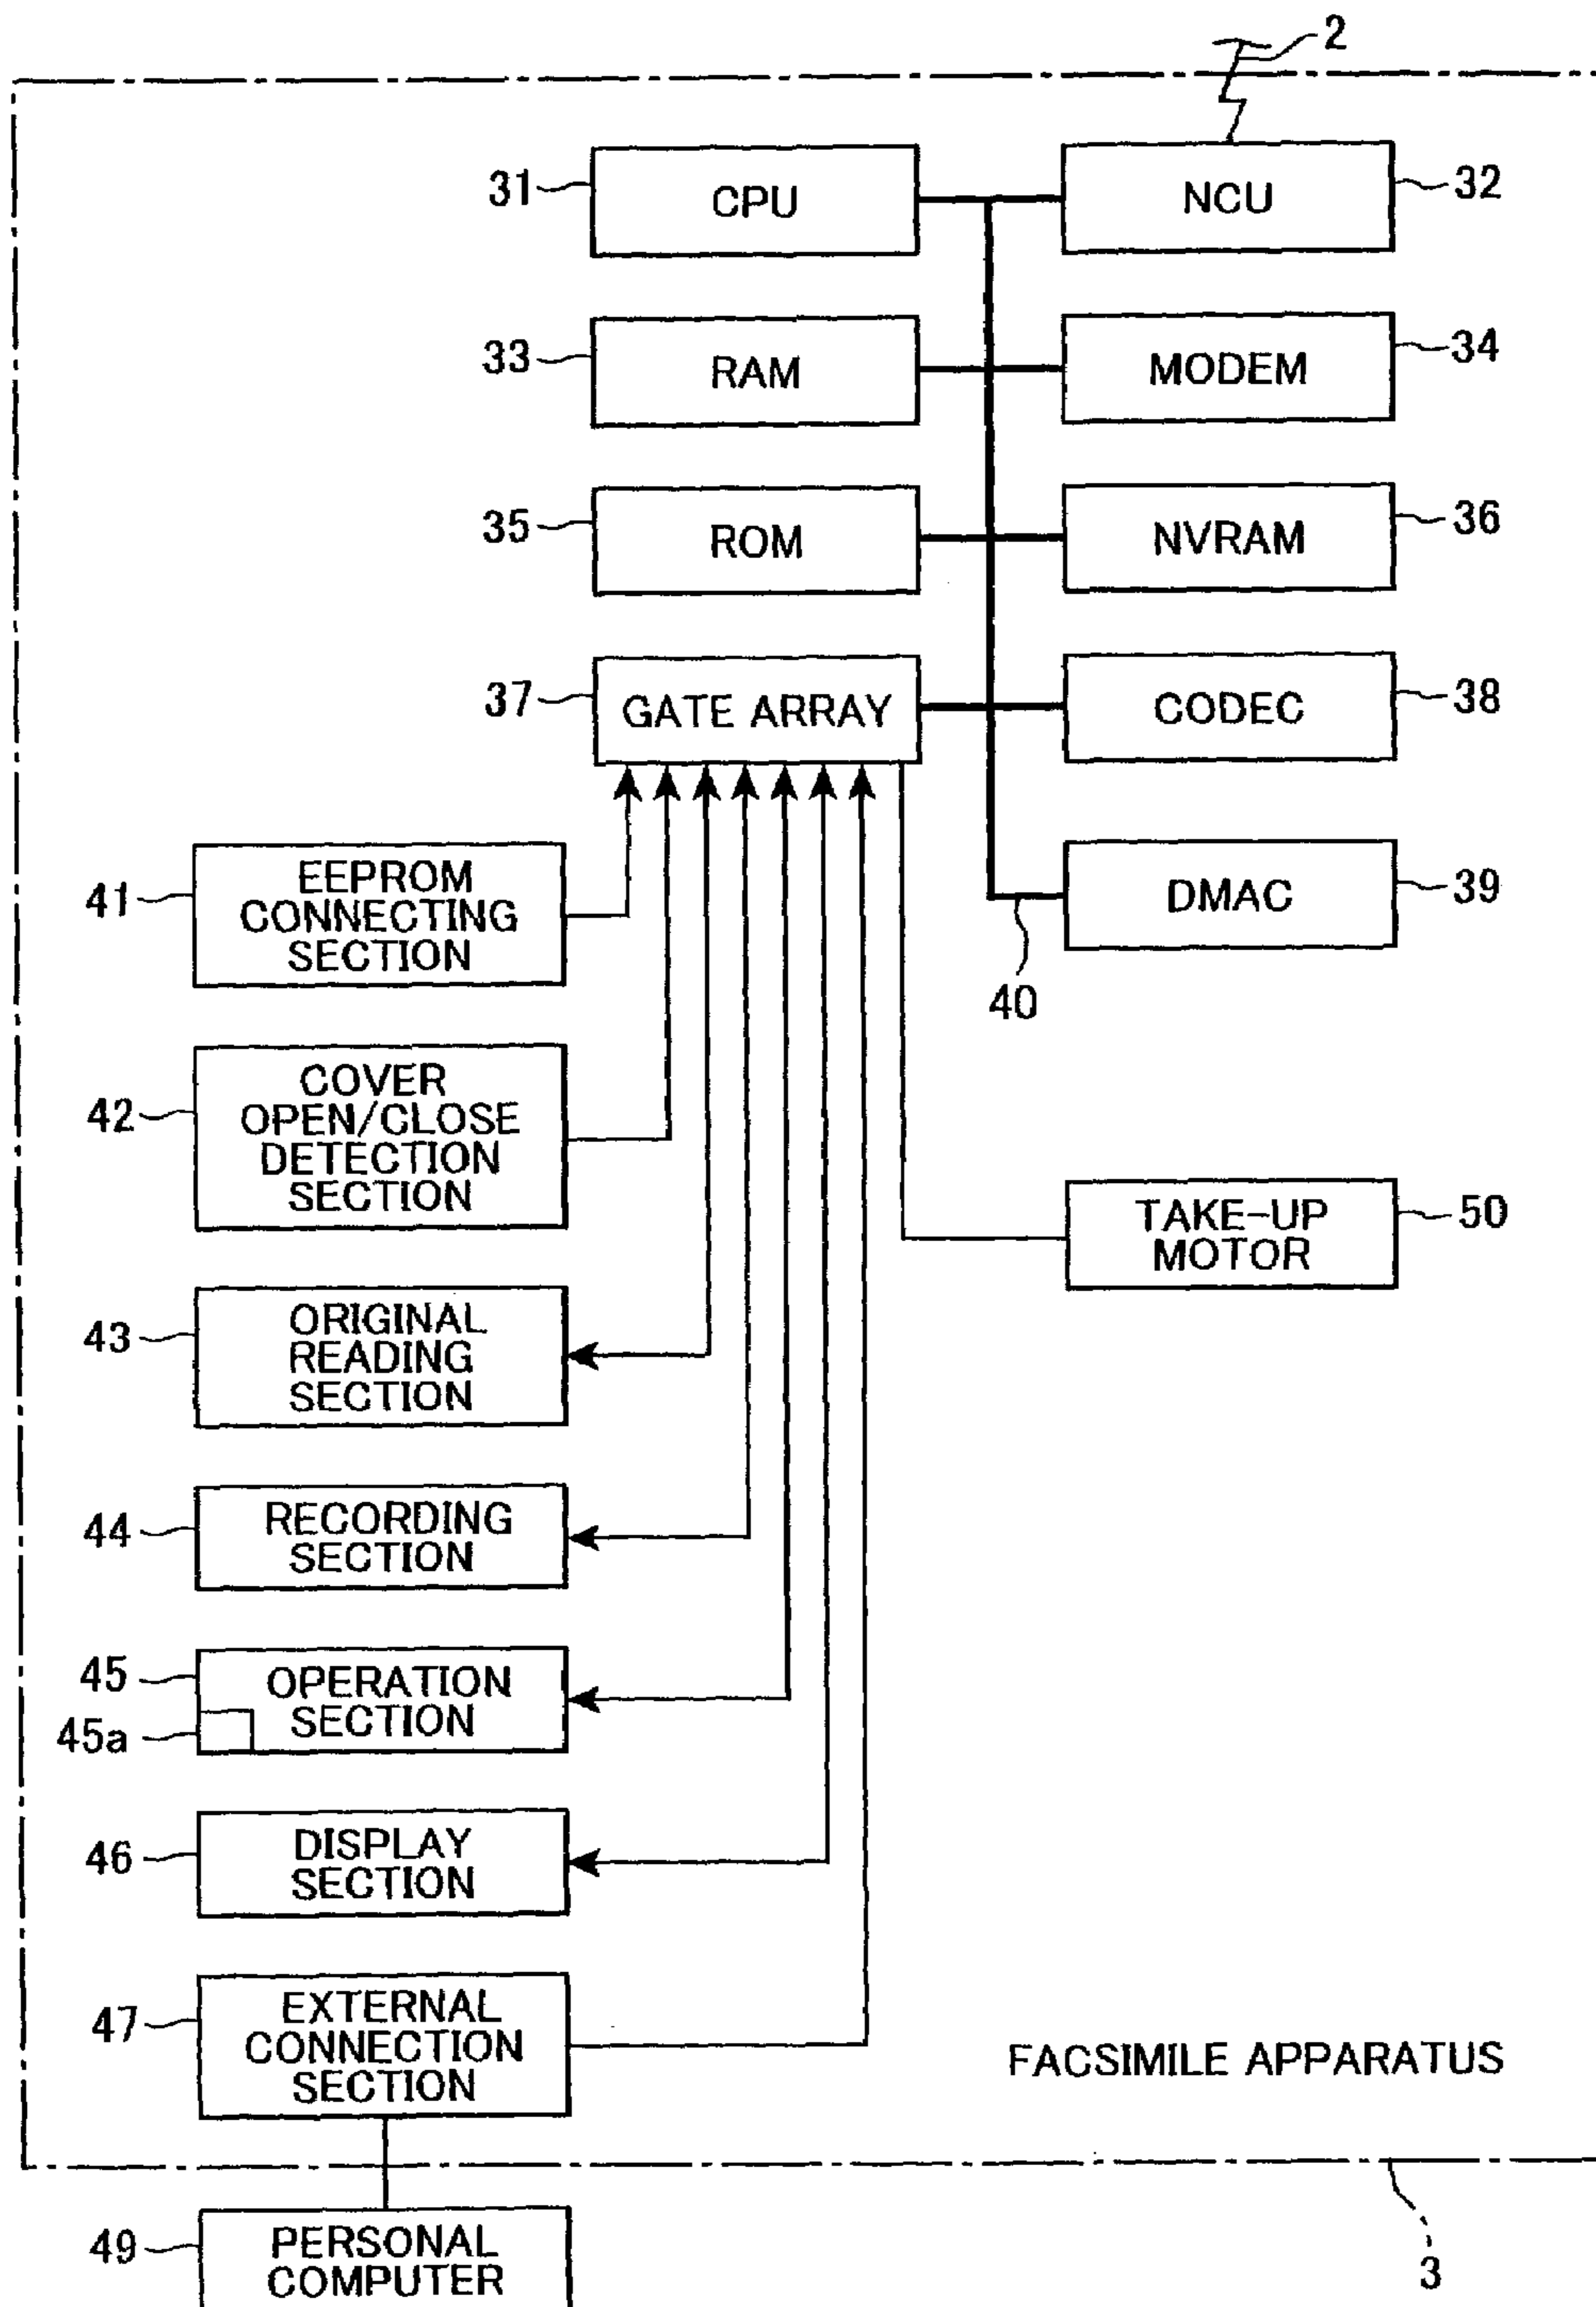 2
31
CPU
NCU
32
33
RAM
MODEM
34
35
ROM
NVRAM
36
37
GATE ARRAY
CODEC
38
41
EEPROM
CONNECTING
SECTION
DMAC
39
40
42
COVER
OPEN/CLOSE
DETECTION
SECTION
TAKE-UP
MOTOR
50
43
ORIGINAL
READING
SECTION
44
RECORDING
SECTION
45
OPERATION
SECTION
45a
46
DISPLAY
SECTION
47
EXTERNAL
CONNECTION
SECTION
FACSIMILE APPARATUS
49
PERSONAL
COMPUTER
3